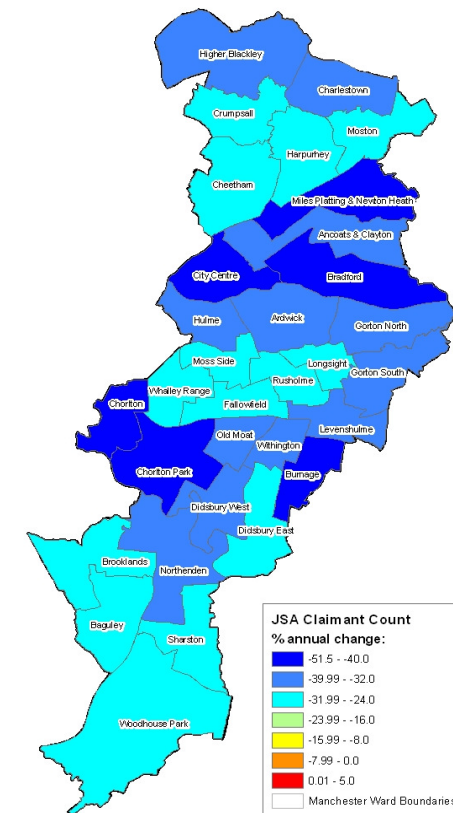 Higher Blackley
Charlestown
Crumpsall
Moston
Harpurhey
Cheetham
Miles Platting & Newton Heath
Ancoats & Clayton
City Centre
Bradford
Hulme
Ardwick
Gorton North
Moss Side
Longsight
Gorton South
Rusholme
Whalley Range
Chorlton
Fallowfield
Levenshulme
Old Moat
Withington
Chorlton Park
Burnage
Didsbury West
Didsbury East
Brooklands
Northenden
Baguley
Sharston
Woodhouse Park
JSA Claimant Count
% annual change:
-51.5 - -40.0
-39.99 - -32.0
-31.99 - -24.0
-23.99 - -16.0
-15.99 - -8.0
-7.99 - 0.0
0.01 - 5.0
Manchester Ward Boundaries